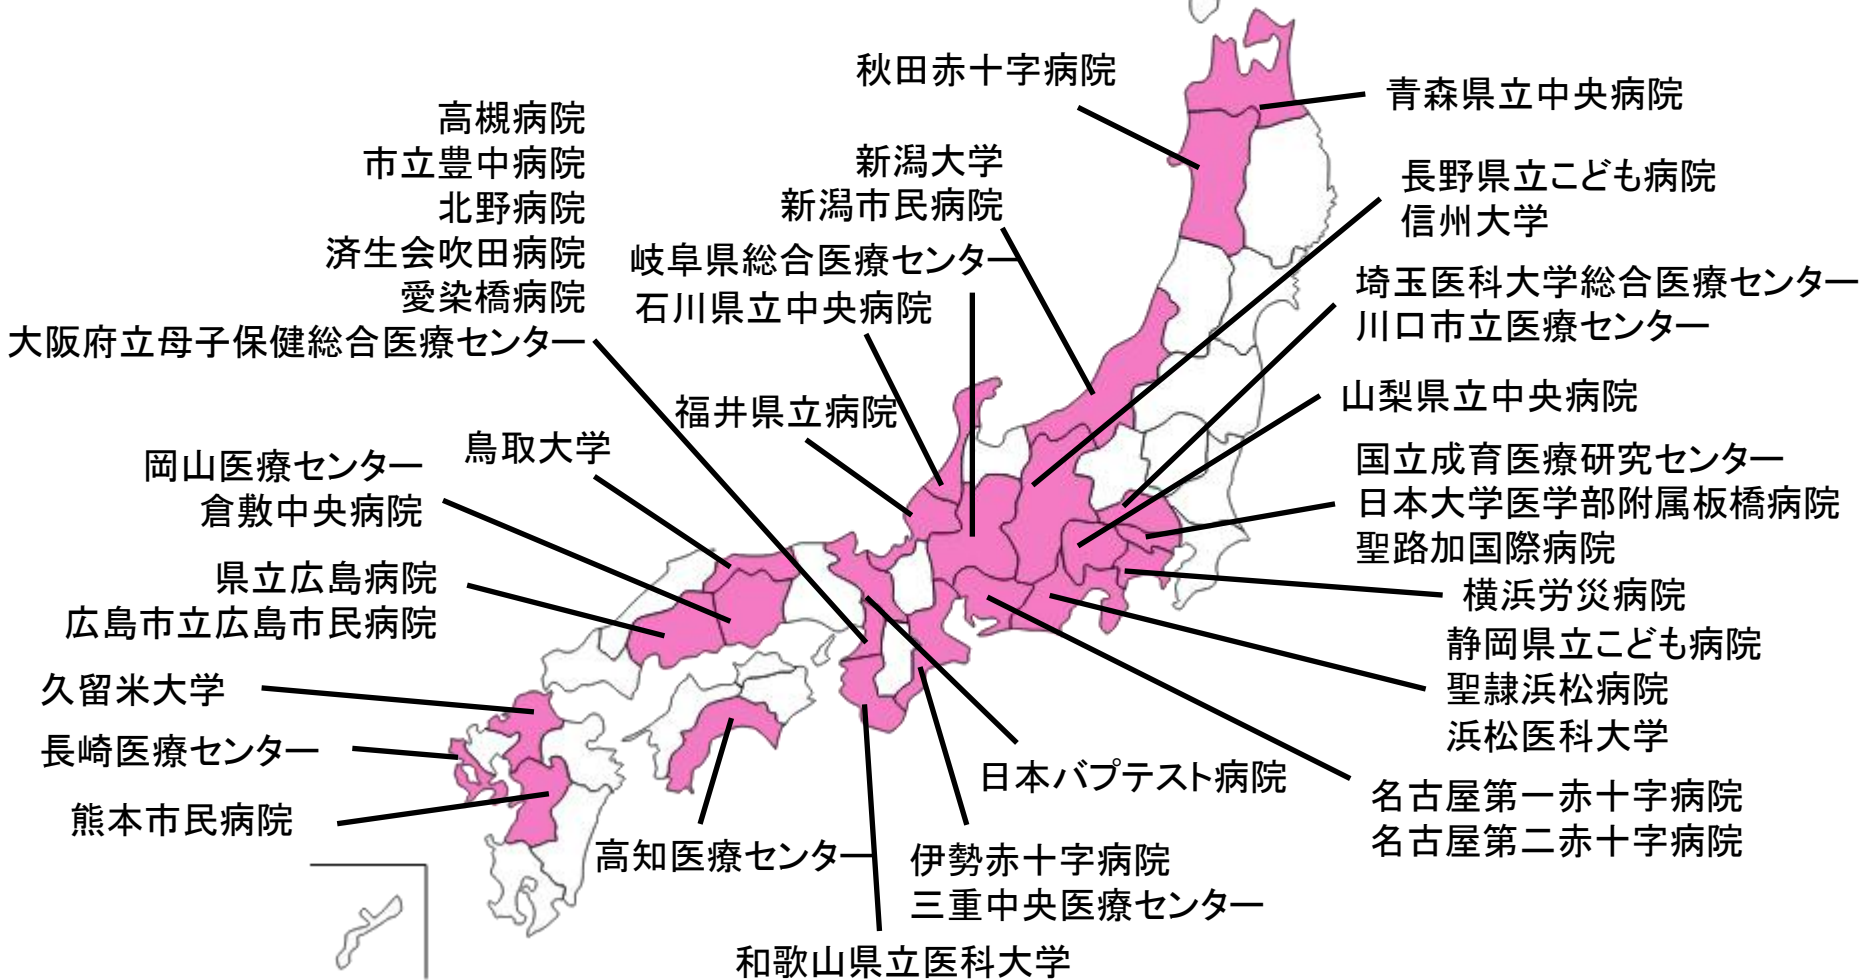 秋田赤十字病院
青森県立中央病院
高槻病院
市立豊中病院
北野病院
済生会吹田病院
愛染橋病院
大阪府立母子保健総合医療センター
新潟大学
新潟市民病院
岐阜県総合医療センター
石川県立中央病院
長野県立こども病院
信州大学
埼玉医科大学総合医療センター
川口市立医療センター
福井県立病院
山梨県立中央病院
鳥取大学
岡山医療センター
倉敷中央病院
国立成育医療研究センター
日本大学医学部附属板橋病院
聖路加国際病院
県立広島病院
広島市立広島市民病院
横浜労災病院
静岡県立こども病院
聖隷浜松病院
浜松医科大学
久留米大学
長崎医療センター
熊本市民病院
日本バプテスト病院
名古屋第一赤十字病院
名古屋第二赤十字病院
高知医療センター
伊勢赤十字病院
三重中央医療センター
和歌山県立医科大学